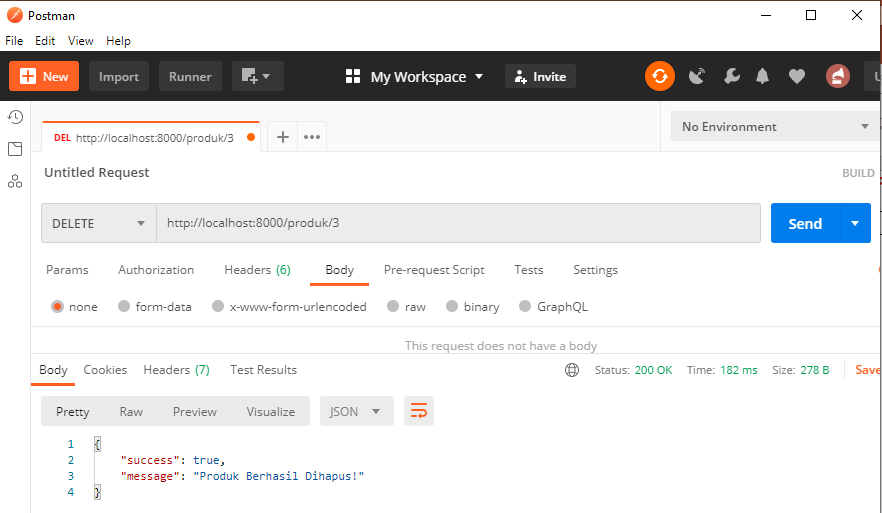 Postman
File Edit View Help
New Import Runner My Workspace Invite
DEL http://localhost:8000/produk/3 No Environment
Untitled Request BUILD
DELETE http://localhost:8000/produk/3 Send
Params Authorization Headers (6) Body Pre-request Script Tests Settings
none form-data x-www-form-urlencoded raw binary GraphQL
This request does not have a body
Body Cookies Headers (7) Test Results Status: 200 OK Time: 182 ms Size: 278 B Save
Pretty Raw Preview Visualize JSON
1 {
2 "success": true,
3 "message": "Produk Berhasil Dihapus!"
4 }